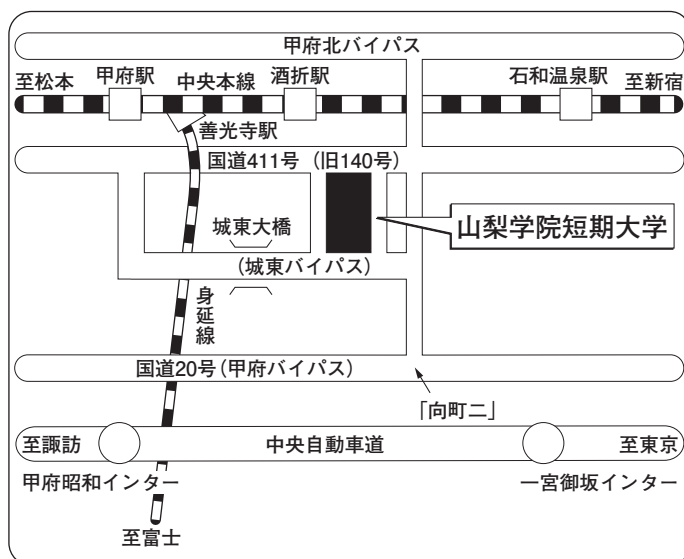 甲府北バイパス
至松本
甲府駅
中央本線
酒折駅
石和温泉駅
至新宿
善光寺駅
国道411号 (旧140号)
城東大橋
山梨学院短期大学
(城東バイパス)
身延線
国道20号(甲府バイパス)
「向町二」
至諏訪
中央自動車道
至東京
甲府昭和インター
一宮御坂インター
至富士